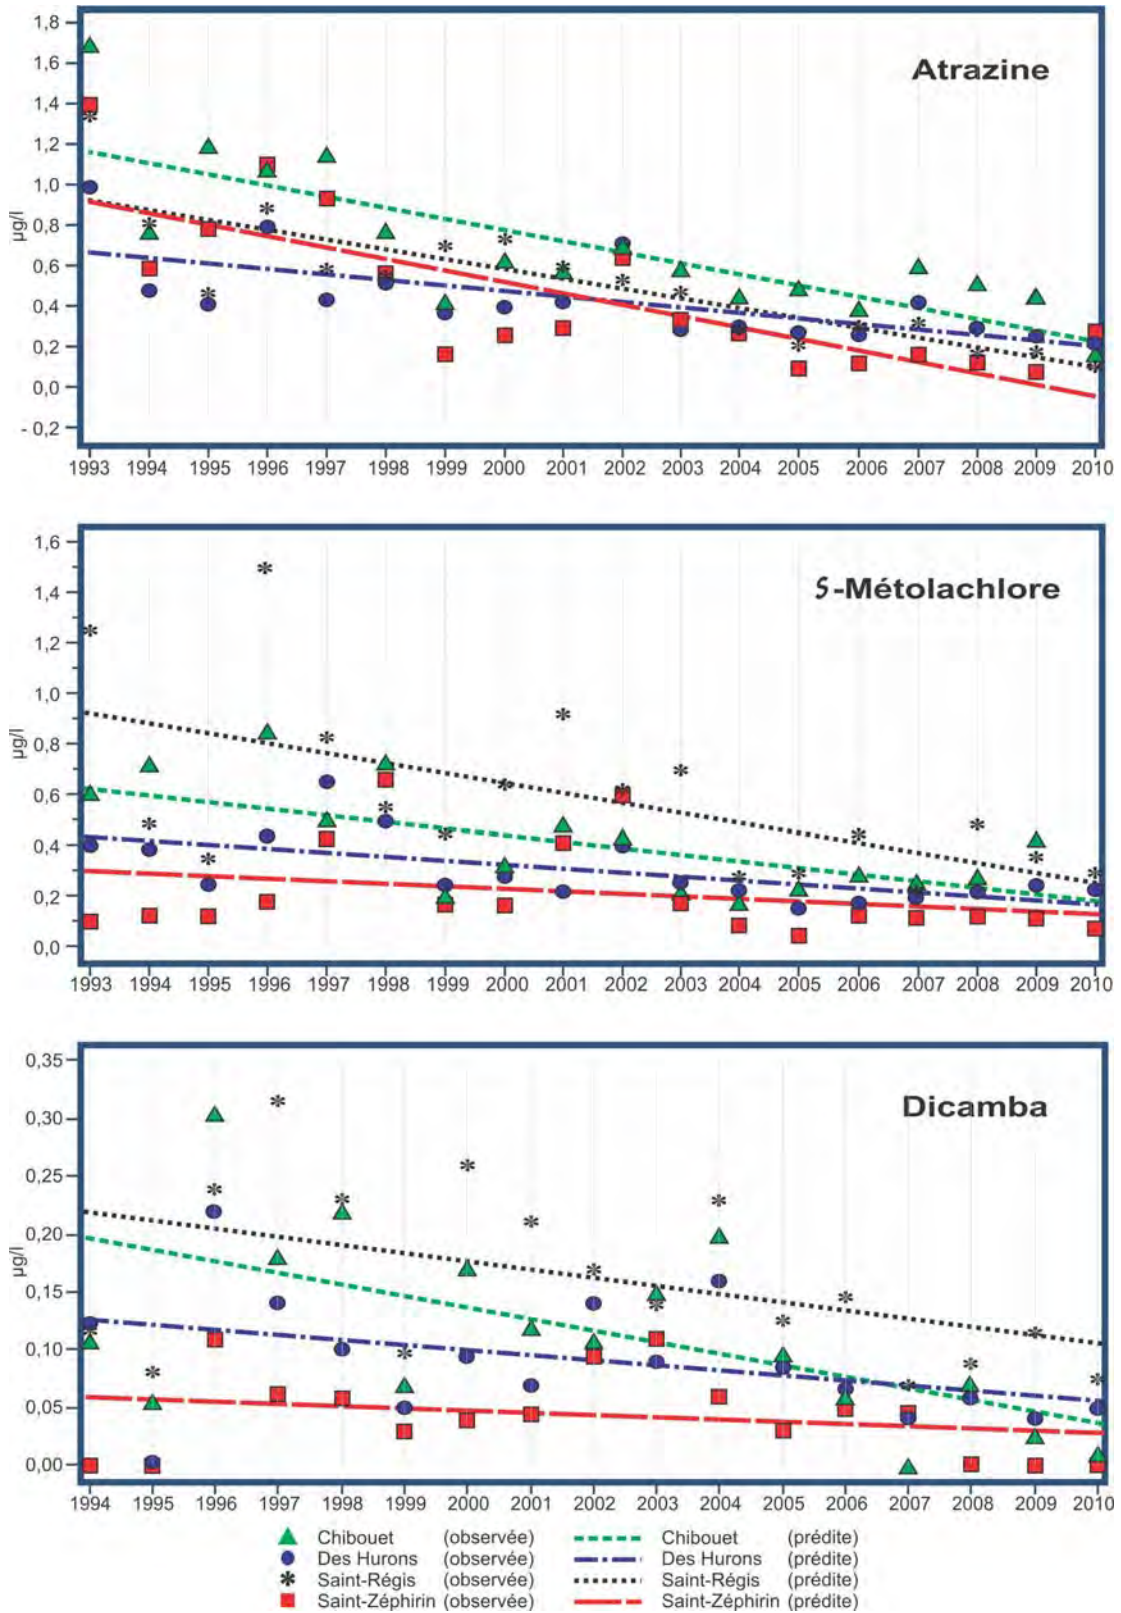 Atrazine
µg/l
1,8
1,6
1,4
1,2
1,0
0,8
0,6
0,4
0,2
0,0
- 0,2
1993 1994 1995 1996 1997 1998 1999 2000 2001 2002 2003 2004 2005 2006 2007 2008 2009 2010
S-Métolachlore
µg/l
1,6
1,4
1,2
1,0
0,8
0,6
0,4
0,2
0,0
1993 1994 1995 1996 1997 1998 1999 2000 2001 2002 2003 2004 2005 2006 2007 2008 2009 2010
Dicamba
µg/l
0,35
0,30
0,25
0,20
0,15
0,10
0,05
0,00
1994 1995 1996 1997 1998 1999 2000 2001 2002 2003 2004 2005 2006 2007 2008 2009 2010
Chibouet (observée) Chibouet (prédite)
Des Hurons (observée) Des Hurons (prédite)
Saint-Régis (observée) Saint-Régis (prédite)
Saint-Zéphirin (observée) Saint-Zéphirin (prédite)